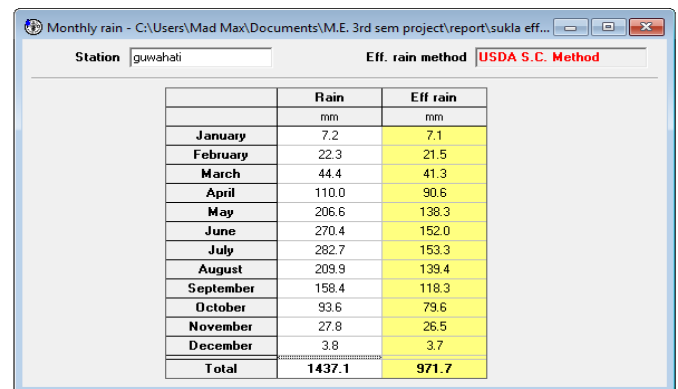 Monthly rain - C:\Users\Mad Max\Documents\M.E. 3rd sem project\report\sukla eff...
Station guwahati Eff. rain method USDA S.C. Method
Rain Eff rain
mm mm
January 7.2 7.1
February 22.3 21.5
March 44.4 41.3
April 110.0 90.6
May 206.6 138.3
June 270.4 152.0
July 282.7 153.3
August 209.9 139.4
September 158.4 118.3
October 93.6 79.6
November 27.8 26.5
December 3.8 3.7
Total 1437.1 971.7